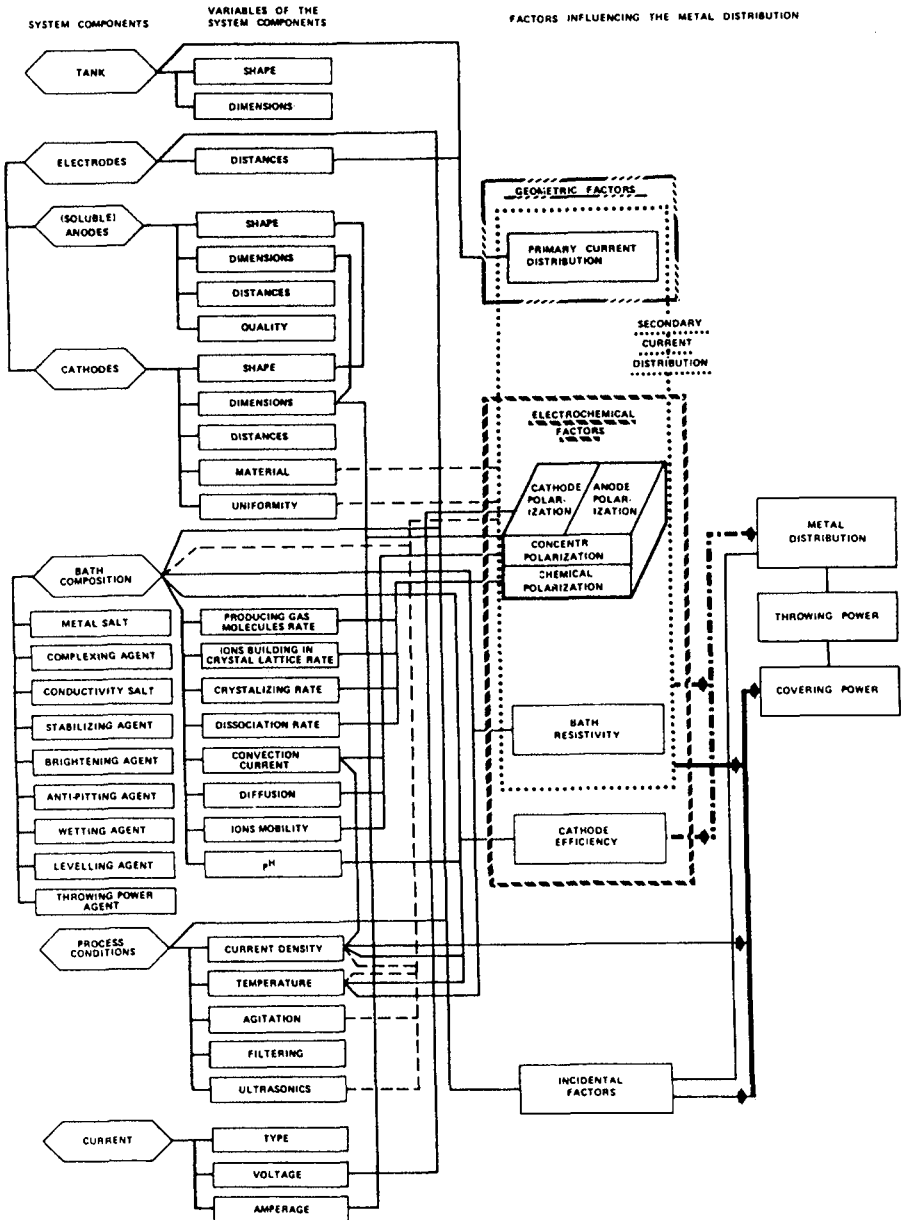 SYSTEM COMPONENTS
VARIABLES OF THE
SYSTEM COMPONENTS
FACTORS INFLUENCING THE METAL DISTRIBUTION
TANK
SHAPE
DIMENSIONS
ELECTRODES
DISTANCES
(SOLUBLE)
ANODES
SHAPE
DIMENSIONS
DISTANCES
QUALITY
CATHODES
SHAPE
DIMENSIONS
DISTANCES
MATERIAL
UNIFORMITY
BATH
COMPOSITION
METAL SALT
COMPLEXING AGENT
CONDUCTIVITY SALT
STABILIZING AGENT
BRIGHTENING AGENT
ANTI-PITTING AGENT
WETTING AGENT
LEVELLING AGENT
THROWING POWER
AGENT
PRODUCING GAS
MOLECULES RATE
IONS BUILDING IN
CRYSTAL LATTICE RATE
CRYSTALIZING RATE
DISSOCIATION RATE
CONVECTION
CURRENT
DIFFUSION
IONS MOBILITY
pH
PROCESS
CONDITIONS
CURRENT DENSITY
TEMPERATURE
AGITATION
FILTERING
ULTRASONICS
CURRENT
TYPE
VOLTAGE
AMPERAGE
GEOMETRIC FACTORS
PRIMARY CURRENT
DISTRIBUTION
SECONDARY
CURRENT
DISTRIBUTION
ELECTROCHEMICAL
FACTORS
CATHODE
POLAR-
IZATION
ANODE
POLAR-
IZATION
CONCENTR
POLARIZATION
CHEMICAL
POLARIZATION
BATH
RESISTIVITY
CATHODE
EFFICIENCY
INCIDENTAL
FACTORS
METAL
DISTRIBUTION
THROWING POWER
COVERING POWER